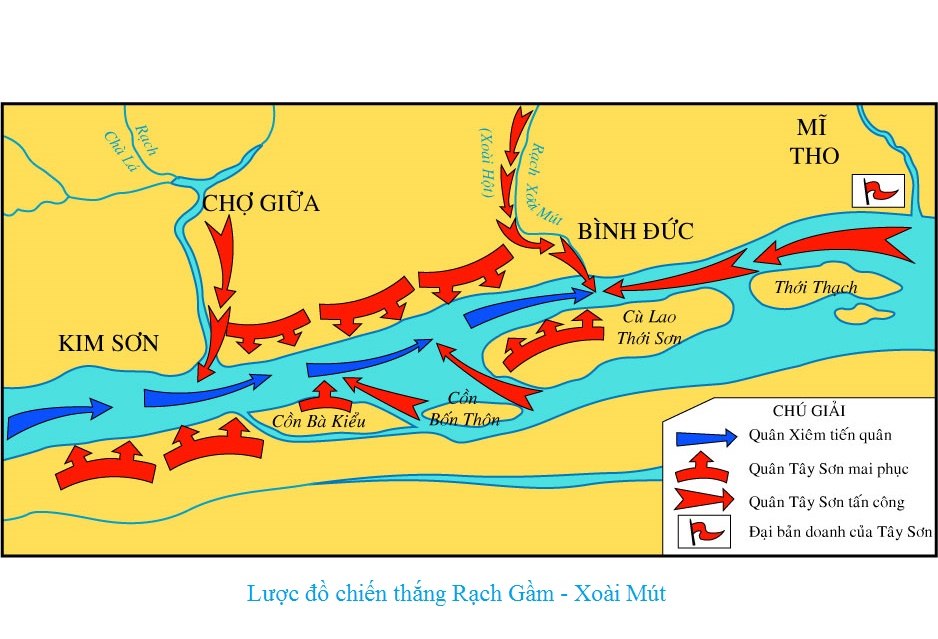 Rạch
Chà Lá
CHỢ GIỮA
(Xoài Hột)
Rạch Xoài Mút
BÌNH ĐỨC
MĨ
THO
Thới Thạch
Cù Lao
Thới Sơn
KIM SƠN
Cồn Bà Kiểu
Cồn
Bốn Thôn
CHÚ GIẢI
Quân Xiêm tiến quân
Quân Tây Sơn mai phục
Quân Tây Sơn tấn công
Đại bản doanh của Tây Sơn
Lược đồ chiến thắng Rạch Gầm - Xoài Mút